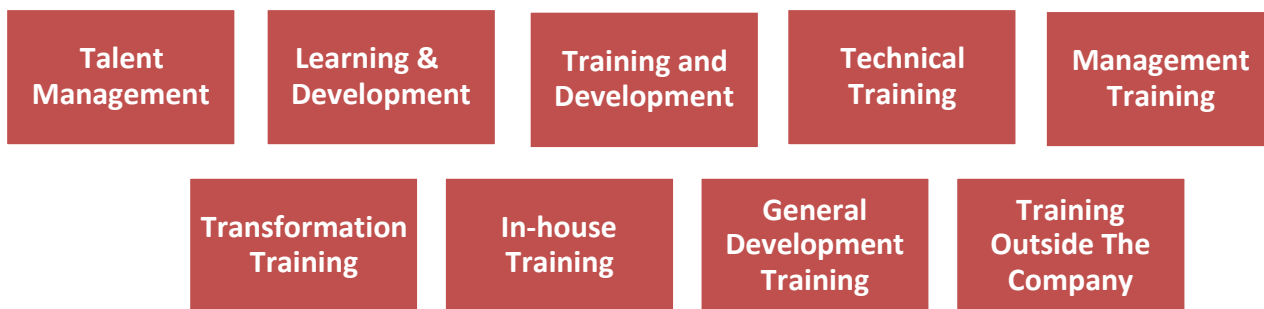 Talent
Management
Learning &
Development
Training and
Development
Technical
Training
Management
Training
Transformation
Training
In-house
Training
General
Development
Training
Training
Outside The
Company